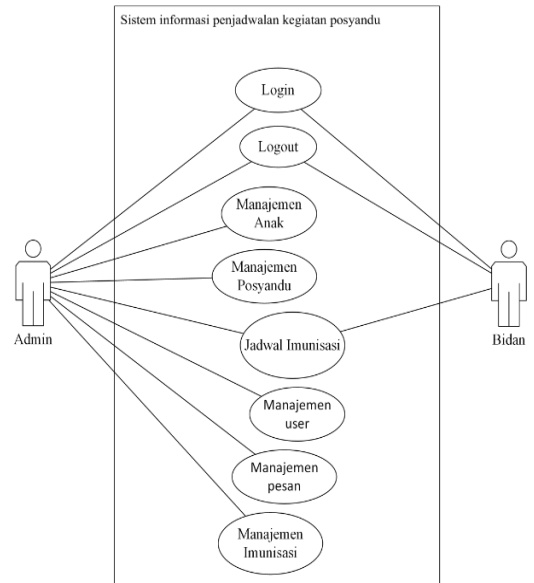 Sistem informasi penjadwalan kegiatan posyandu
Login
Logout
Manajemen
Anak
Manajemen
Posyandu
Jadwal Imunisasi
Manajemen
user
Manajemen
pesan
Manajemen
Imunisasi
Admin
Bidan